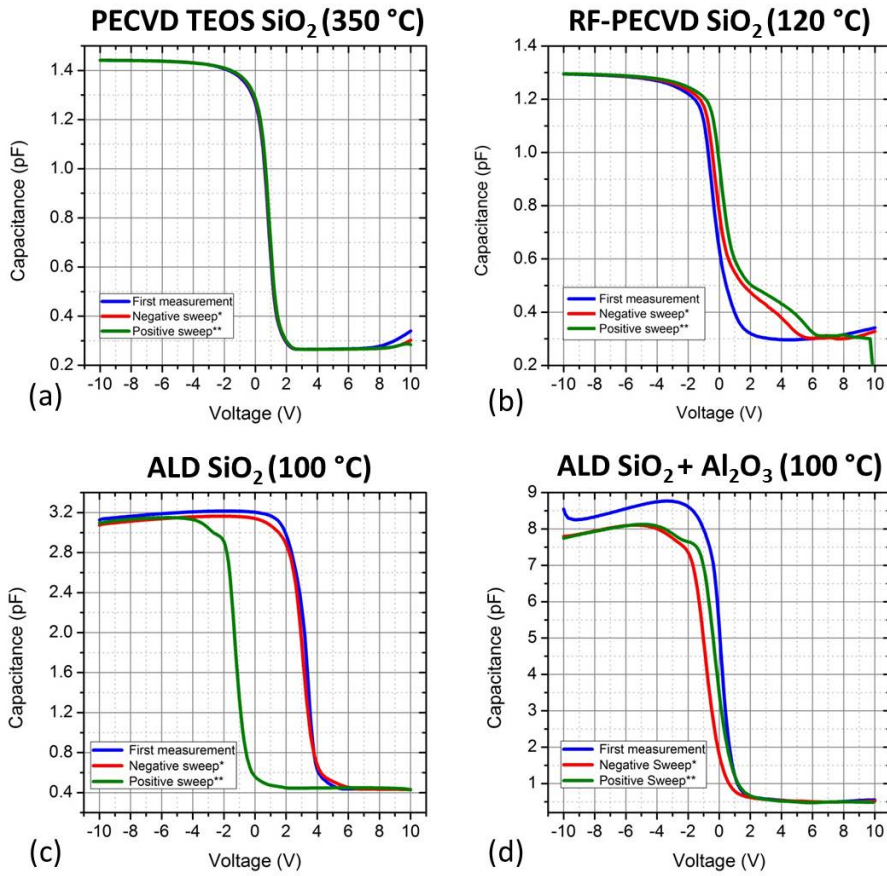 PECVD TEOS SiO₂ (350 °C)
1.4
1.2
1.0
0.8
0.6
0.4
0.2
Capacitance (pF)
First measurement
Negative sweep*
Positive sweep**
-10 -8 -6 -4 -2 0 2 4 6 8 10
Voltage (V)
(a)
RF-PECVD SiO₂ (120 °C)
1.4
1.2
1.0
0.8
0.6
0.4
0.2
Capacitance (pF)
First measurement
Negative sweep*
Positive sweep**
-10 -8 -6 -4 -2 0 2 4 6 8 10
Voltage (V)
(b)
ALD SiO₂ (100 °C)
3.2
2.8
2.4
2.0
1.6
1.2
0.8
0.4
Capacitance (pF)
First measurement
Negative sweep*
Positive sweep**
-10 -8 -6 -4 -2 0 2 4 6 8 10
Voltage (V)
(c)
ALD SiO₂ + Al₂O₃ (100 °C)
9
8
7
6
5
4
3
2
1
Capacitance (pF)
First measurement
Negative Sweep*
Positive Sweep**
-10 -8 -6 -4 -2 0 2 4 6 8 10
Voltage (V)
(d)